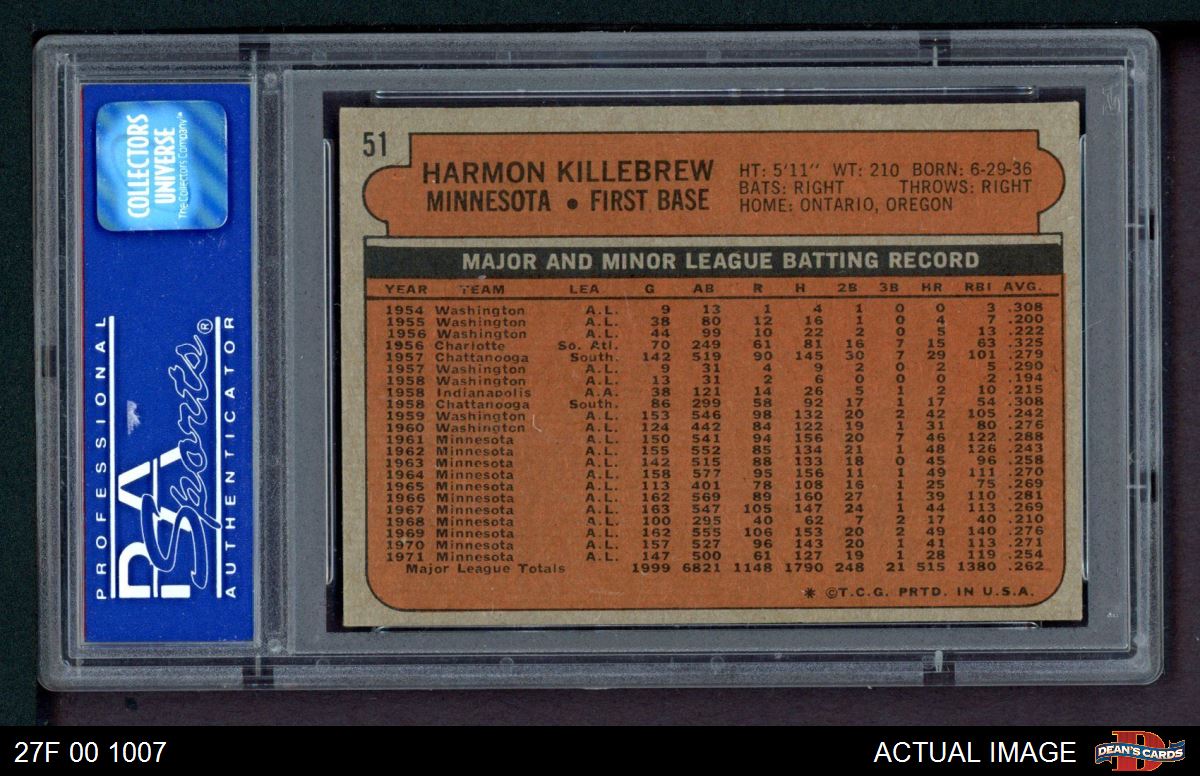 COLLECTORS
UNIVERSE
The Collectors Company™
PROFESSIONAL
PSA
Sports®
AUTHENTICATOR
51
HARMON KILLEBREW
MINNESOTA • FIRST BASE
HT: 5'11" WT: 210 BORN: 6-29-36
BATS: RIGHT THROWS: RIGHT
HOME: ONTARIO, OREGON
MAJOR AND MINOR LEAGUE BATTING RECORD
YEAR TEAM LEA G AB R H 2B 3B HR RBI AVG.
1954 Washington A.L. 9 13 1 4 1 0 0 3 .308
1955 Washington A.L. 38 80 12 16 1 0 4 7 .200
1956 Washington A.L. 44 99 10 22 2 0 5 13 .222
1956 Charlotte So. Atl. 70 249 61 81 16 7 15 63 .325
1957 Chattanooga South. 142 519 90 145 30 7 29 101 .279
1957 Washington A.L. 9 31 4 9 2 0 2 5 .290
1958 Washington A.L. 13 31 2 6 0 0 0 2 .194
1958 Indianapolis A.A. 38 121 14 26 5 1 2 10 .215
1958 Chattanooga South. 86 299 58 92 17 1 17 54 .308
1959 Washington A.L. 153 546 98 132 20 2 42 105 .242
1960 Washington A.L. 124 442 84 122 19 1 31 80 .276
1961 Minnesota A.L. 150 541 94 156 20 7 46 122 .288
1962 Minnesota A.L. 155 552 85 134 21 1 48 126 .243
1963 Minnesota A.L. 142 515 88 133 18 0 45 96 .258
1964 Minnesota A.L. 158 577 95 156 11 1 49 111 .270
1965 Minnesota A.L. 113 401 78 108 16 1 25 75 .269
1966 Minnesota A.L. 162 569 89 160 27 1 39 110 .281
1967 Minnesota A.L. 163 547 105 147 24 1 44 113 .269
1968 Minnesota A.L. 100 295 40 62 7 2 17 40 .210
1969 Minnesota A.L. 162 555 106 153 20 2 49 140 .276
1970 Minnesota A.L. 157 527 96 143 20 1 41 113 .271
1971 Minnesota A.L. 147 500 61 127 19 1 28 119 .254
Major League Totals 1999 6821 1148 1790 248 21 515 1380 .262
* ©T.C.G. PRTD. IN U.S.A.
27F 00 1007
ACTUAL IMAGE
DEAN'S CARDS